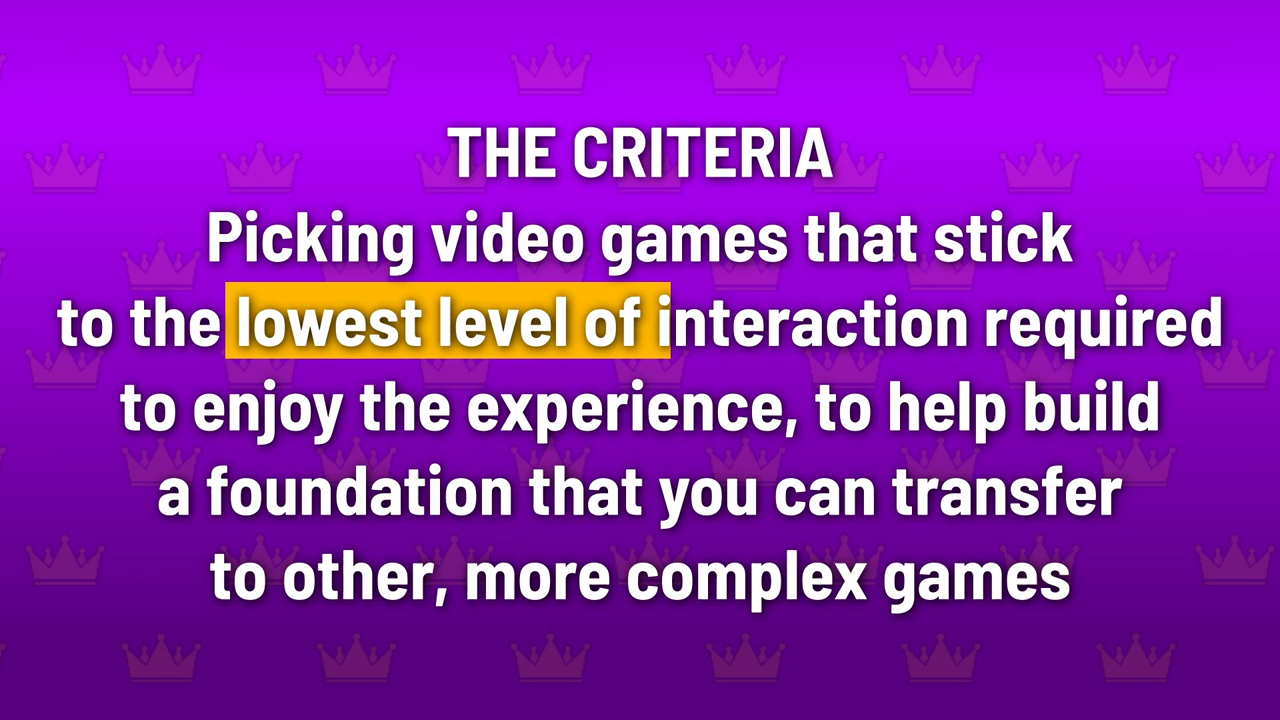 THE CRITERIA
Picking video games that stick
to the lowest level of interaction required
to enjoy the experience, to help build
a foundation that you can transfer
to other, more complex games